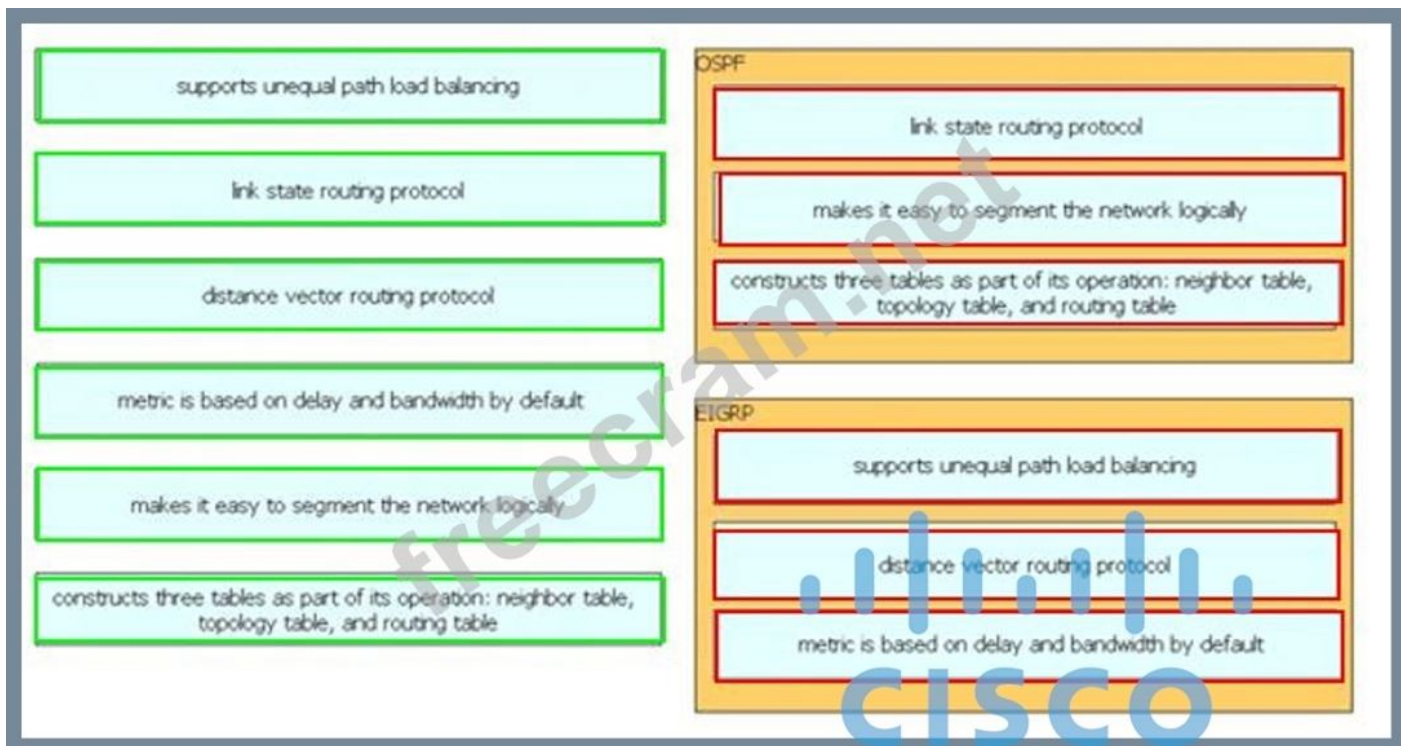 supports unequal path load balancing
link state routing protocol
distance vector routing protocol
metric is based on delay and bandwidth by default
makes it easy to segment the network logically
constructs three tables as part of its operation: neighbor table,
topology table, and routing table
OSPF
link state routing protocol
makes it easy to segment the network logically
constructs three tables as part of its operation: neighbor table,
topology table, and routing table
EIGRP
supports unequal path load balancing
distance vector routing protocol
metric is based on delay and bandwidth by default
freecram.net
CISCO